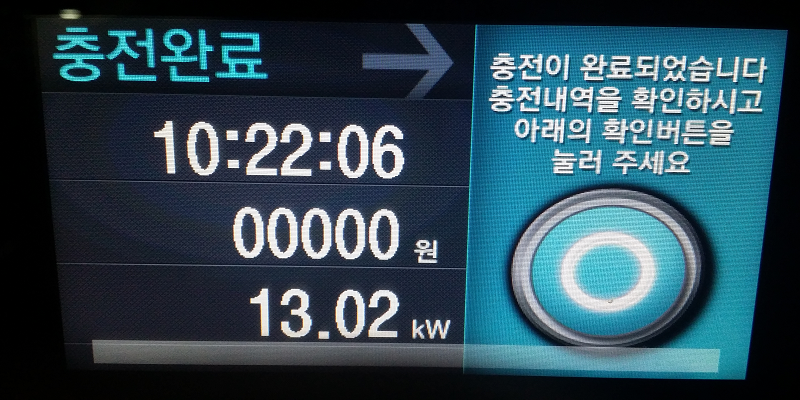 충전완료
10:22:06
00000 원
13.02 kW
충전이 완료되었습니다
충전내역을 확인하시고
아래의 확인버튼을
눌러 주세요